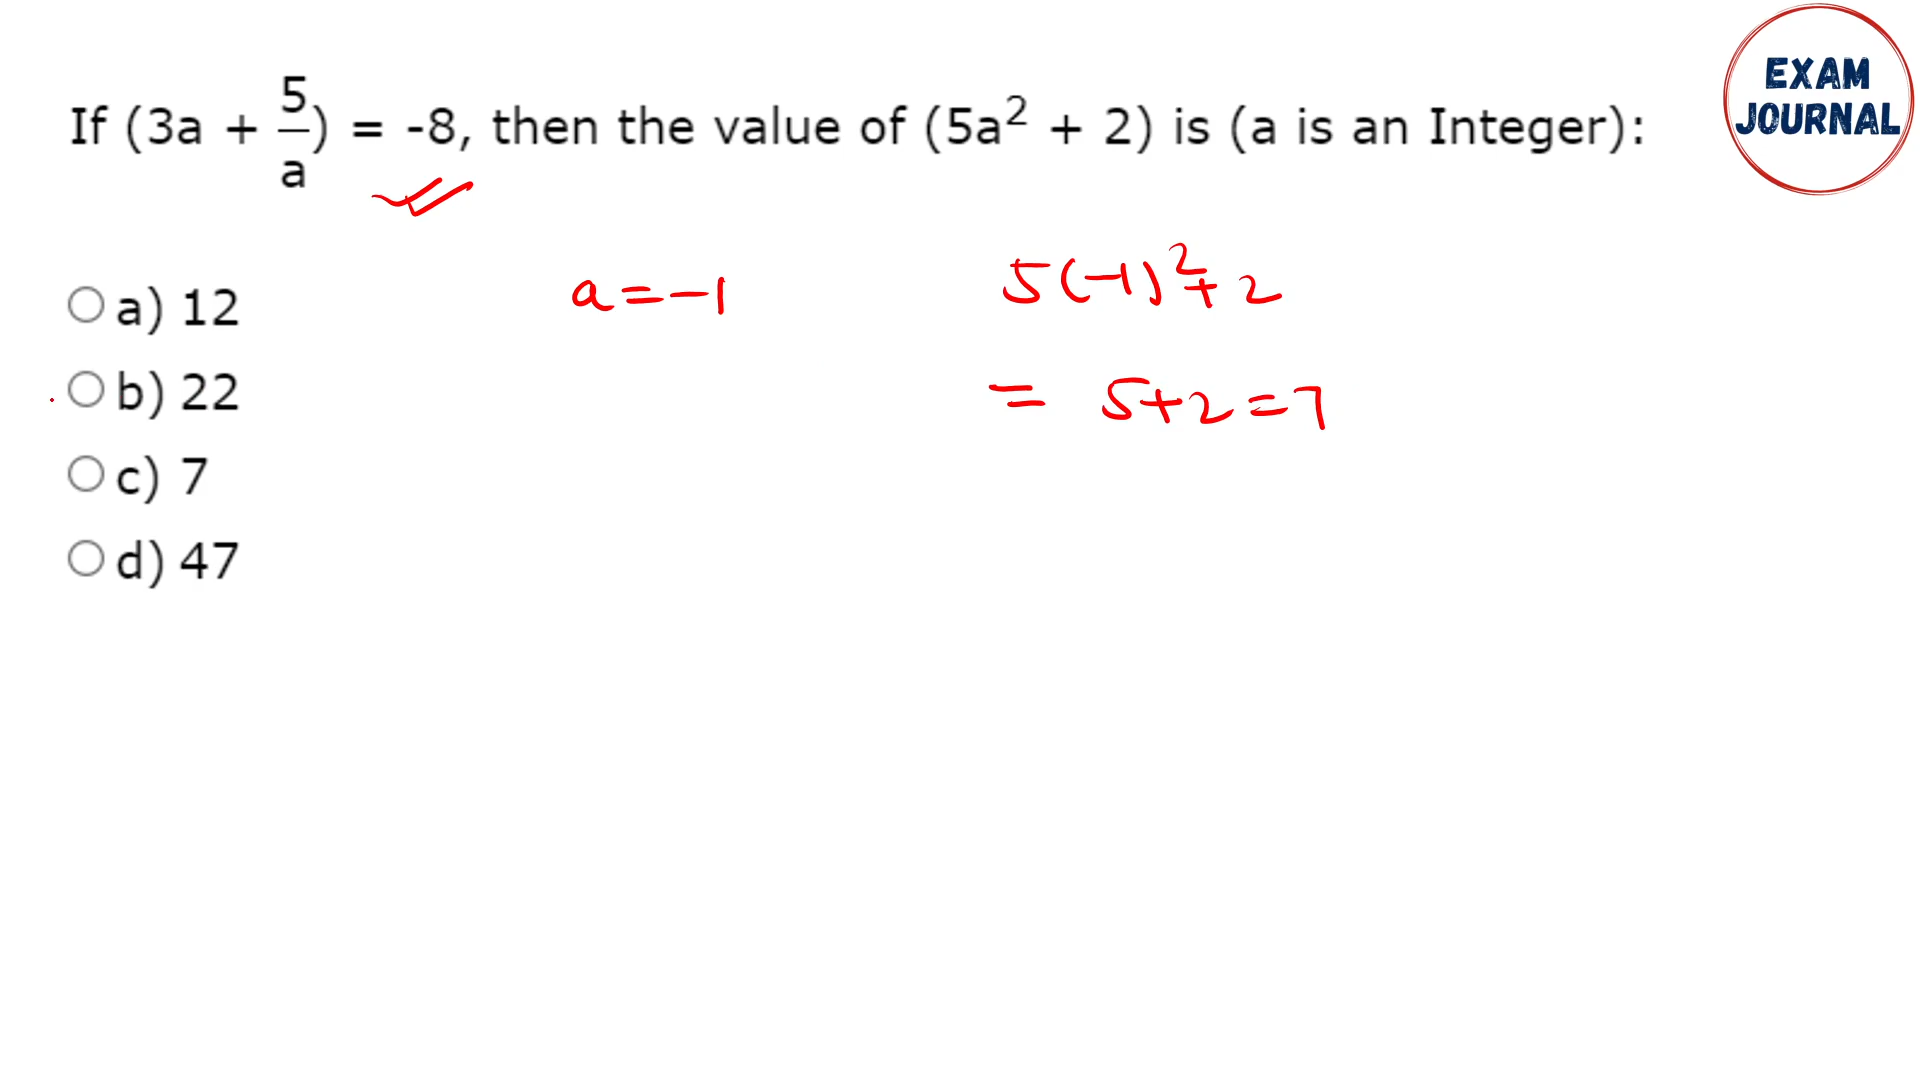 EXAM
JOURNAL
If (3a + 5/a) = -8, then the value of (5a² + 2) is (a is an Integer):
a) 12
b) 22
c) 7
d) 47
a = -1
5(-1)² + 2
= 5+2 = 7